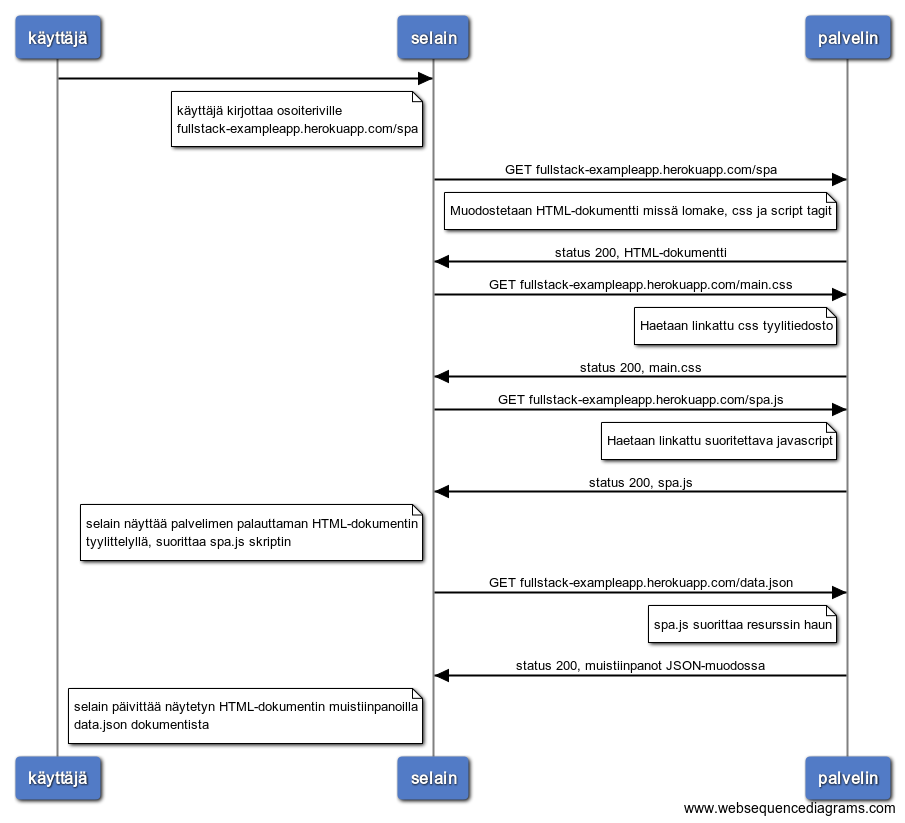 käyttäjä
selain
palvelin
käyttäjä kirjottaa osoiteriville
fullstack-exampleapp.herokuapp.com/spa
GET fullstack-exampleapp.herokuapp.com/spa
Muodostetaan HTML-dokumentti missä lomake, css ja script tagit
status 200, HTML-dokumentti
GET fullstack-exampleapp.herokuapp.com/main.css
Haetaan linkattu css tyylitiedosto
status 200, main.css
GET fullstack-exampleapp.herokuapp.com/spa.js
Haetaan linkattu suoritettava javascript
status 200, spa.js
selain näyttää palvelimen palauttaman HTML-dokumentin
tyylittelyllä, suorittaa spa.js skriptin
GET fullstack-exampleapp.herokuapp.com/data.json
spa.js suorittaa resurssin haun
status 200, muistiinpanot JSON-muodossa
selain päivittää näytetyn HTML-dokumentin muistiinpanoilla
data.json dokumentista
käyttäjä
selain
palvelin
www.websequencediagrams.com